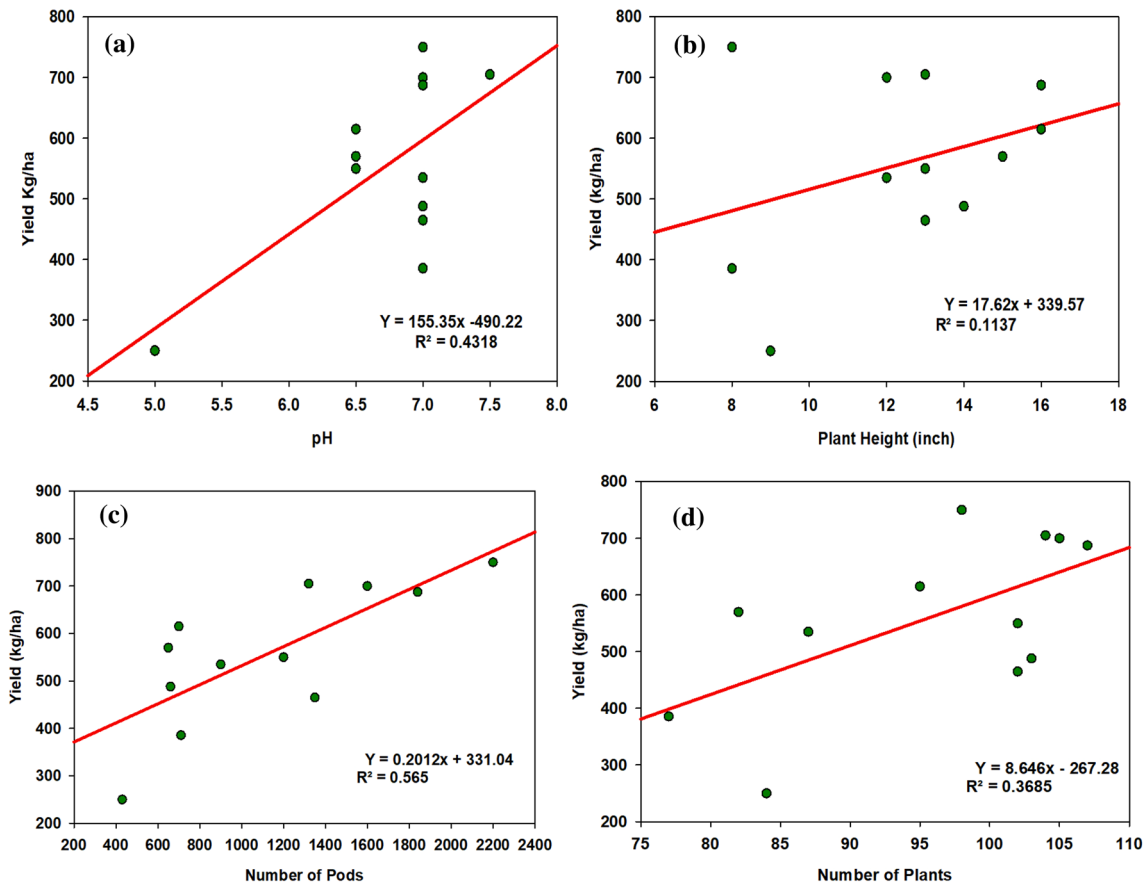 (a)
800
700
600
500
400
300
200
Yield Kg/ha
Y = 155.35x -490.22
R² = 0.4318
4.5 5.0 5.5 6.0 6.5 7.0 7.5 8.0
pH
(b)
800
700
600
500
400
300
200
Yield (kg/ha)
Y = 17.62x + 339.57
R² = 0.1137
6 8 10 12 14 16 18
Plant Height (inch)
(c)
900
800
700
600
500
400
300
200
Yield (kg/ha)
Y = 0.2012x + 331.04
R² = 0.565
200 400 600 800 1000 1200 1400 1600 1800 2000 2200 2400
Number of Pods
(d)
800
700
600
500
400
300
200
Yield (kg/ha)
Y = 8.646x - 267.28
R² = 0.3685
75 80 85 90 95 100 105 110
Number of Plants